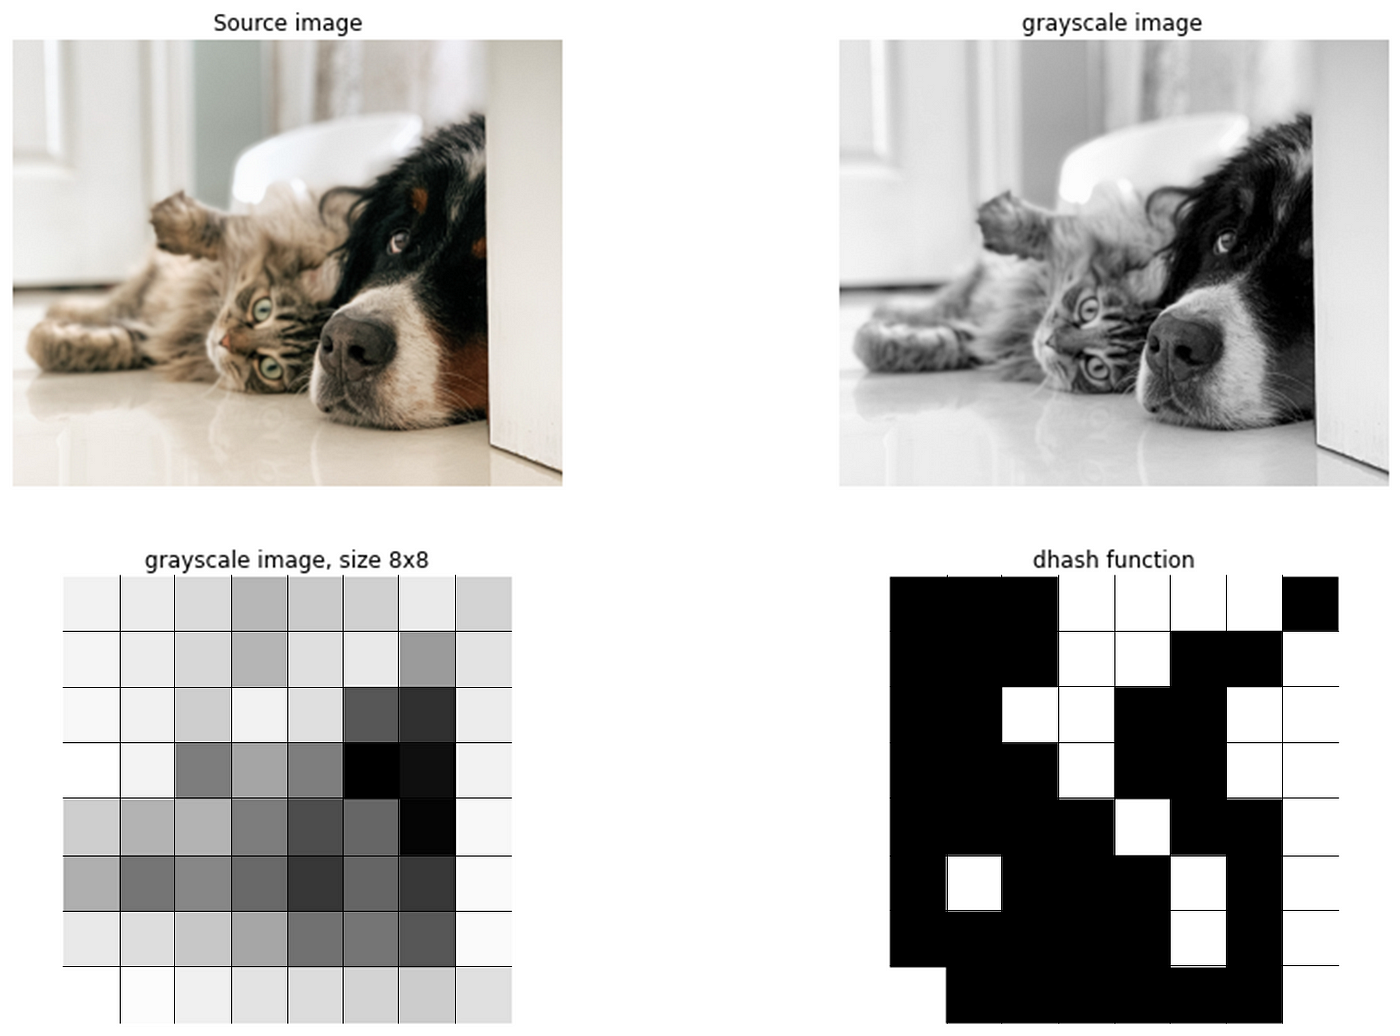 Source image
grayscale image
grayscale image, size 8x8
dhash function